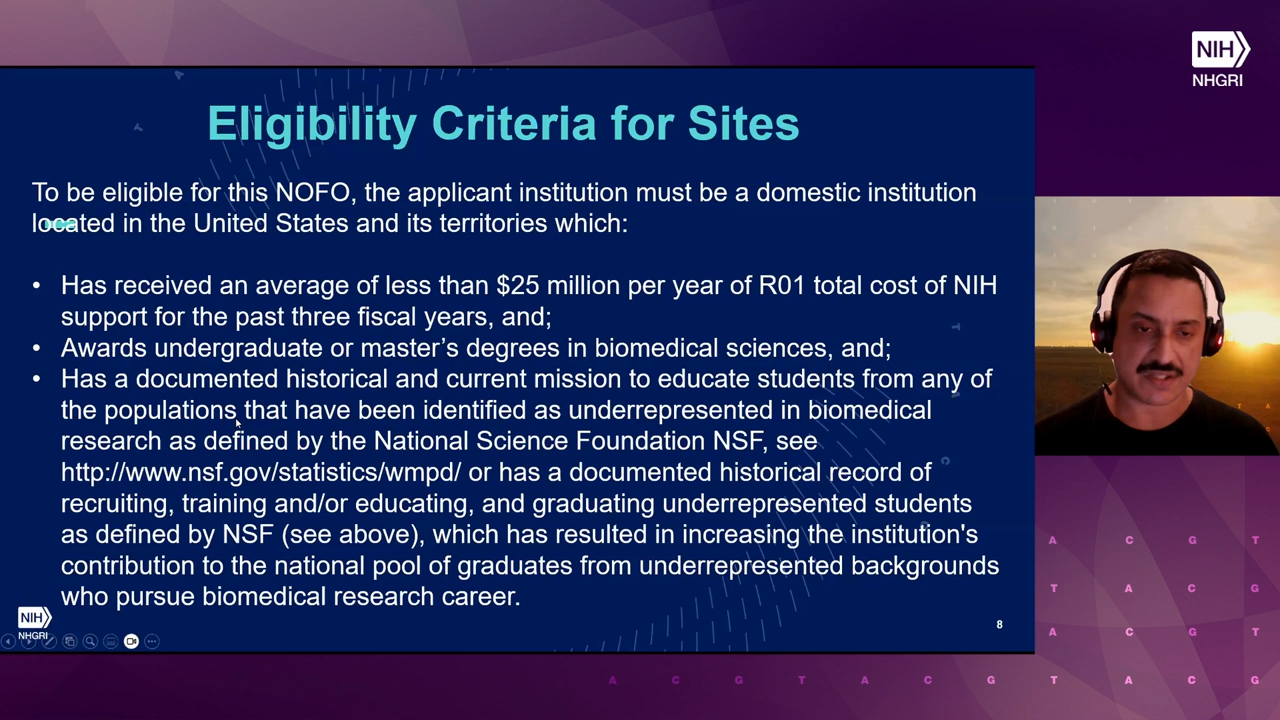 NIH
NHGRI
Eligibility Criteria for Sites
To be eligible for this NOFO, the applicant institution must be a domestic institution
located in the United States and its territories which:
• Has received an average of less than $25 million per year of R01 total cost of NIH
support for the past three fiscal years, and;
• Awards undergraduate or master's degrees in biomedical sciences, and;
• Has a documented historical and current mission to educate students from any of
the populations that have been identified as underrepresented in biomedical
research as defined by the National Science Foundation NSF, see
http://www.nsf.gov/statistics/wmpd/ or has a documented historical record of
recruiting, training and/or educating, and graduating underrepresented students
as defined by NSF (see above), which has resulted in increasing the institution's
contribution to the national pool of graduates from underrepresented backgrounds
who pursue biomedical research career.
NIH
NHGRI
8
A C G T
T A C G
A C G T
A C G T A C G T A C G